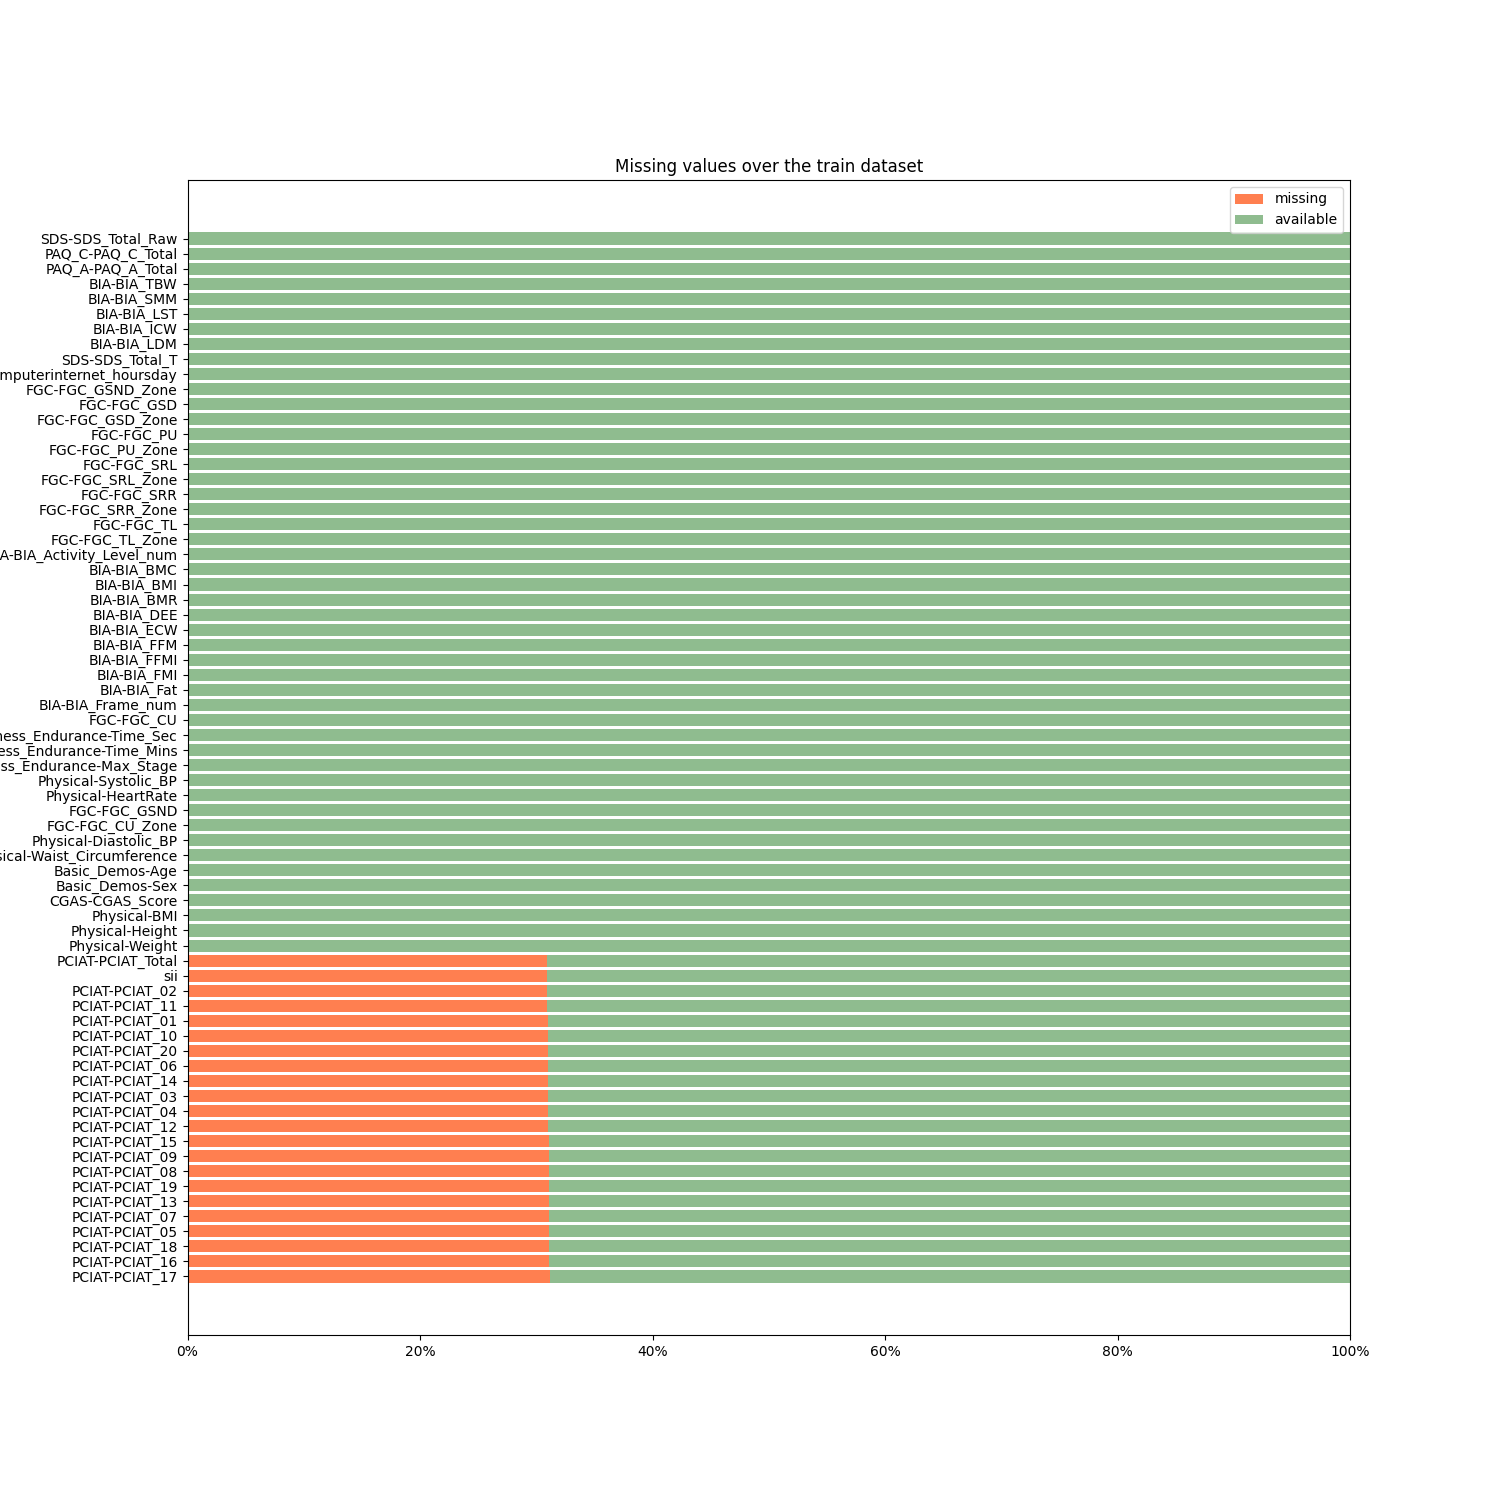 Missing values over the train dataset
missing
available
SDS-SDS_Total_Raw
PAQ_C-PAQ_C_Total
PAQ_A-PAQ_A_Total
BIA-BIA_TBW
BIA-BIA_SMM
BIA-BIA_LST
BIA-BIA_ICW
BIA-BIA_LDM
SDS-SDS_Total_T
mputerinternet_hoursday
FGC-FGC_GSND_Zone
FGC-FGC_GSD
FGC-FGC_GSD_Zone
FGC-FGC_PU
FGC-FGC_PU_Zone
FGC-FGC_SRL
FGC-FGC_SRL_Zone
FGC-FGC_SRR
FGC-FGC_SRR_Zone
FGC-FGC_TL
FGC-FGC_TL_Zone
A-BIA_Activity_Level_num
BIA-BIA_BMC
BIA-BIA_BMI
BIA-BIA_BMR
BIA-BIA_DEE
BIA-BIA_ECW
BIA-BIA_FFM
BIA-BIA_FFMI
BIA-BIA_FMI
BIA-BIA_Fat
BIA-BIA_Frame_num
FGC-FGC_CU
ness_Endurance-Time_Sec
ess_Endurance-Time_Mins
ss_Endurance-Max_Stage
Physical-Systolic_BP
Physical-HeartRate
FGC-FGC_GSND
FGC-FGC_CU_Zone
Physical-Diastolic_BP
sical-Waist_Circumference
Basic_Demos-Age
Basic_Demos-Sex
CGAS-CGAS_Score
Physical-BMI
Physical-Height
Physical-Weight
PCIAT-PCIAT_Total
sii
PCIAT-PCIAT_02
PCIAT-PCIAT_11
PCIAT-PCIAT_01
PCIAT-PCIAT_10
PCIAT-PCIAT_20
PCIAT-PCIAT_06
PCIAT-PCIAT_14
PCIAT-PCIAT_03
PCIAT-PCIAT_04
PCIAT-PCIAT_12
PCIAT-PCIAT_15
PCIAT-PCIAT_09
PCIAT-PCIAT_08
PCIAT-PCIAT_19
PCIAT-PCIAT_13
PCIAT-PCIAT_07
PCIAT-PCIAT_05
PCIAT-PCIAT_18
PCIAT-PCIAT_16
PCIAT-PCIAT_17
0% 20% 40% 60% 80% 100%